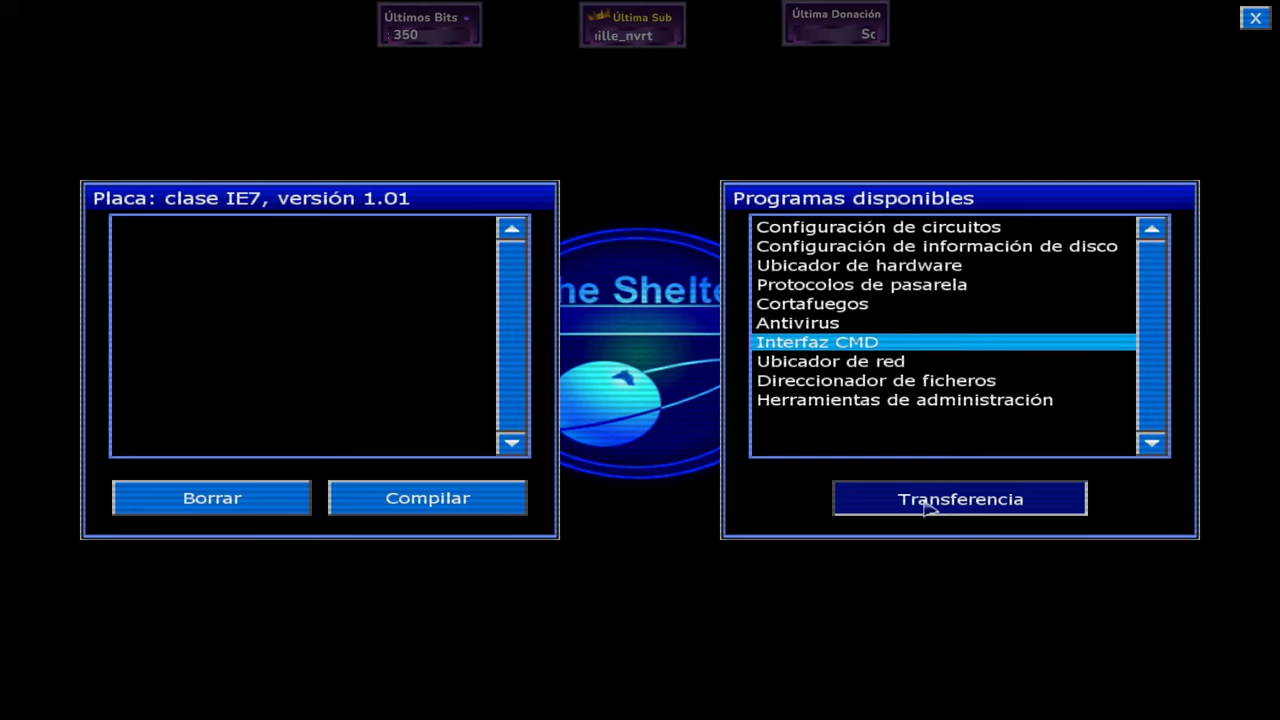 Últimos Bits
350
Última Sub
ille_nvrt
Última Donación
Sc
X
Placa: clase IE7, versión 1.01
Borrar
Compilar
he Shelte
Programas disponibles
Configuración de circuitos
Configuración de información de disco
Ubicador de hardware
Protocolos de pasarela
Cortafuegos
Antivirus
Interfaz CMD
Ubicador de red
Direccionador de ficheros
Herramientas de administración
Transferencia